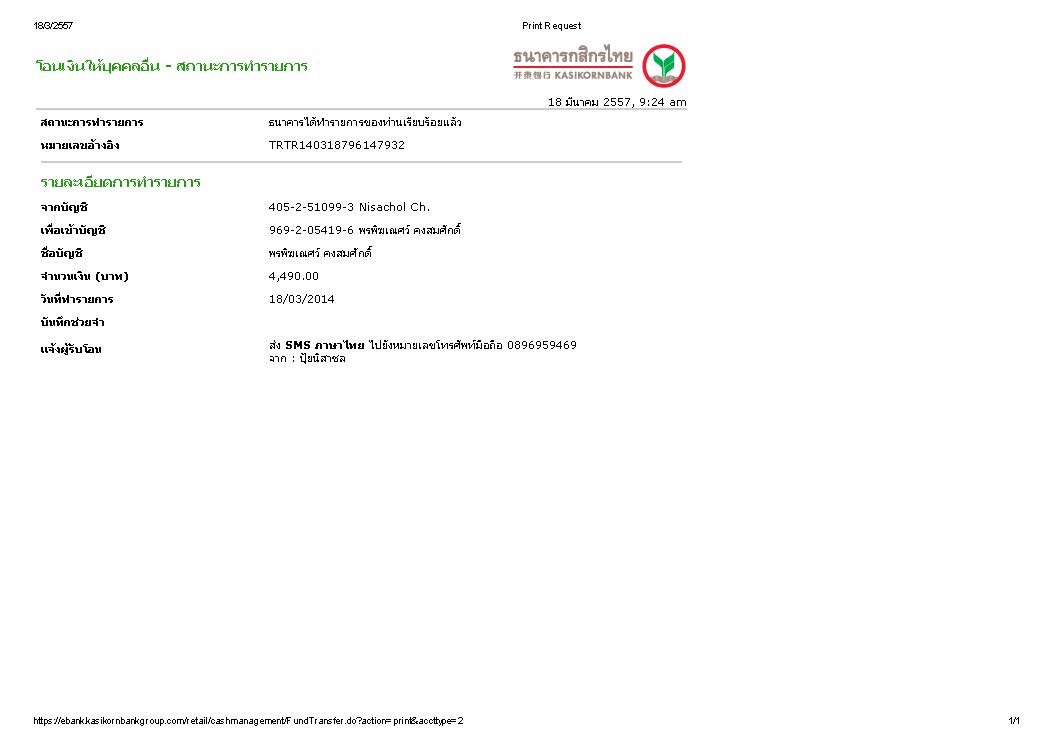 18/3/2557 Print Request
โอนเงินให้บุคคลอื่น - สถานะการทำรายการ
ธนาคารกสิกรไทย
开泰银行 KASIKORNBANK
18 มีนาคม 2557, 9:24 am
สถานะการทำรายการ ธนาคารได้ทำรายการของท่านเรียบร้อยแล้ว
หมายเลขอ้างอิง TRTR140318796147932
รายละเอียดการทำรายการ
จากบัญชี 405-2-51099-3 Nisachol Ch.
เพื่อเข้าบัญชี 969-2-05419-6 พรพิฆเณศว์ คงสมศักดิ์
ชื่อบัญชี พรพิฆเณศว์ คงสมศักดิ์
จำนวนเงิน (บาท) 4,490.00
วันที่ทำรายการ 18/03/2014
บันทึกช่วยจำ
แจ้งผู้รับโอน ส่ง SMS ภาษาไทย ไปยังหมายเลขโทรศัพท์มือถือ 0896959469
จาก : ปุ้ยนิสาชล
https://ebank.kasikornbankgroup.com/retail/cashmanagement/FundTransfer.do?action=print&accttype=2 1/1